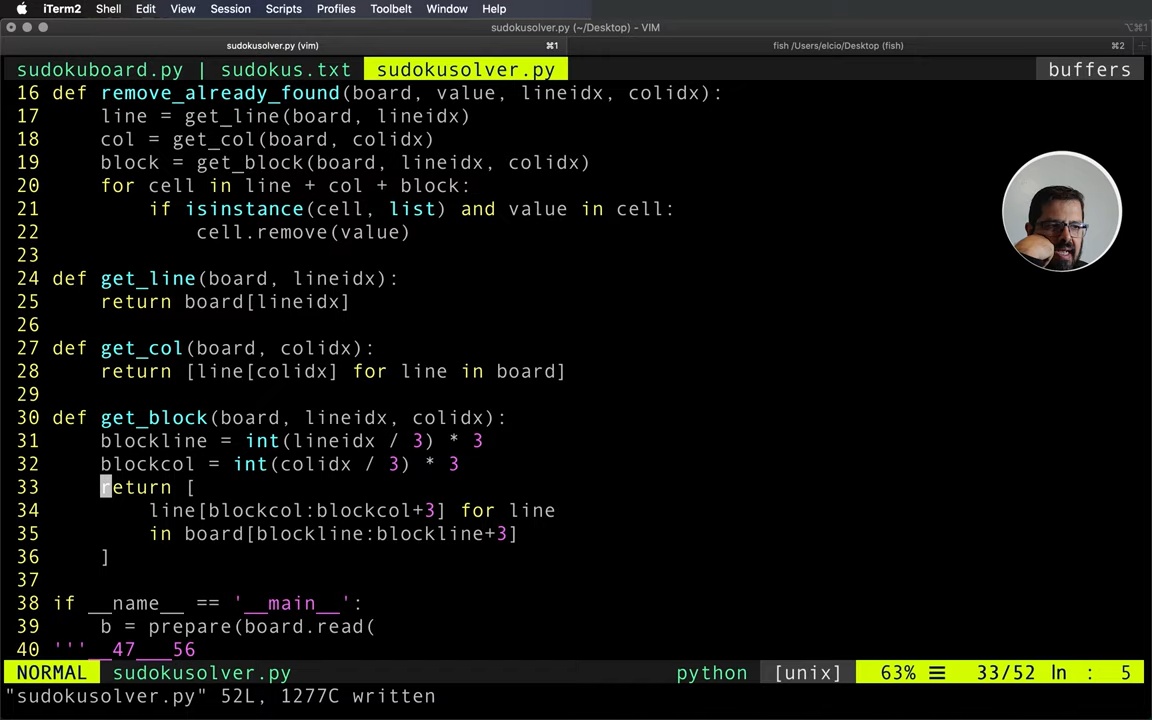 iTerm2 Shell Edit View Session Scripts Profiles Toolbelt Window Help
sudokusolver.py (~/Desktop) - VIM ⌥⌘1
sudokusolver.py (vim) ⌘1 fish /Users/elcio/Desktop (fish) ⌘2
sudokuboard.py | sudokus.txt sudokusolver.py buffers
16 def remove_already_found(board, value, lineidx, colidx):
17     line = get_line(board, lineidx)
18     col = get_col(board, colidx)
19     block = get_block(board, lineidx, colidx)
20     for cell in line + col + block:
21         if isinstance(cell, list) and value in cell:
22             cell.remove(value)
23
24 def get_line(board, lineidx):
25     return board[lineidx]
26
27 def get_col(board, colidx):
28     return [line[colidx] for line in board]
29
30 def get_block(board, lineidx, colidx):
31     blockline = int(lineidx / 3) * 3
32     blockcol = int(colidx / 3) * 3
33     return [
34         line[blockcol:blockcol+3] for line
35         in board[blockline:blockline+3]
36     ]
37
38 if __name__ == '__main__':
39     b = prepare(board.read(
40 '''__47___56
NORMAL sudokusolver.py python [unix] 63% ☰ 33/52 ln : 5
"sudokusolver.py" 52L, 1277C written